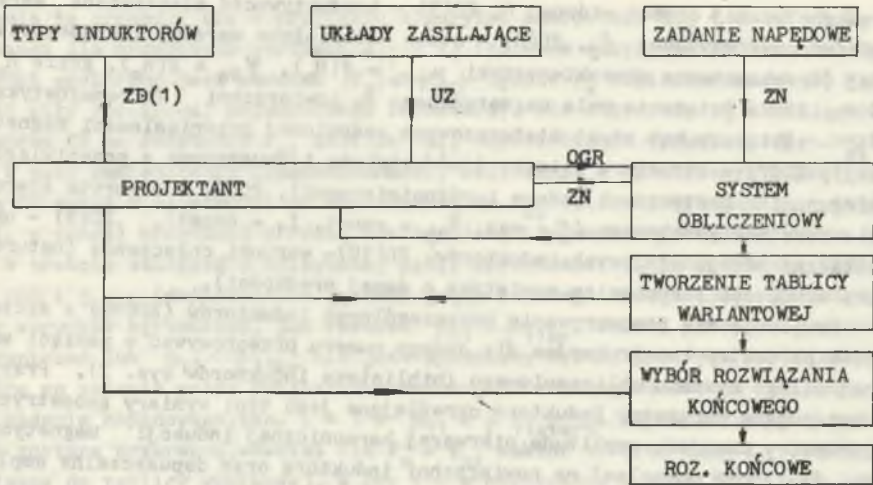 TYPY INDUKTORÓW
UKŁADY ZASILAJĄCE
ZADANIE NAPĘDOWE
ZB(1)
UZ
ZN
PROJEKTANT
OGR
ZN
SYSTEM
OBLICZENIOWY
TWORZENIE TABLICY
WARIANTOWEJ
WYBÓR ROZWIĄZANIA
KOŃCOWEGO
ROZ. KOŃCOWE